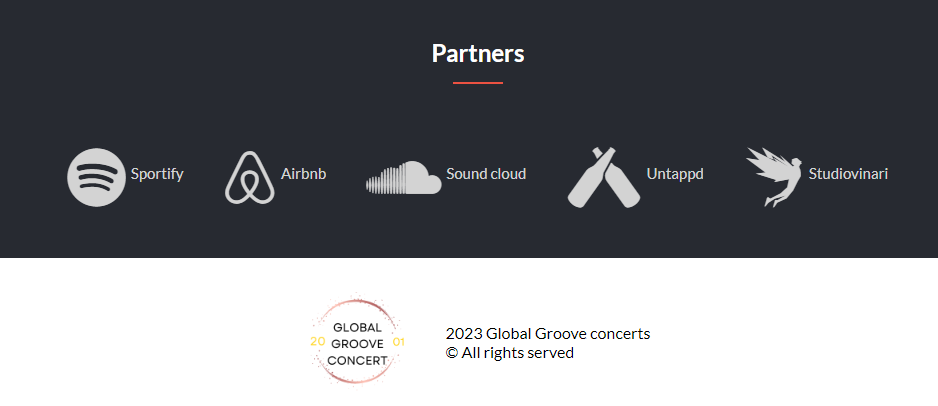 Partners
Sportify
Airbnb
Sound cloud
Untappd
Studiovinari
GLOBAL
20 GROOVE 01
CONCERT
2023 Global Groove concerts
© All rights served